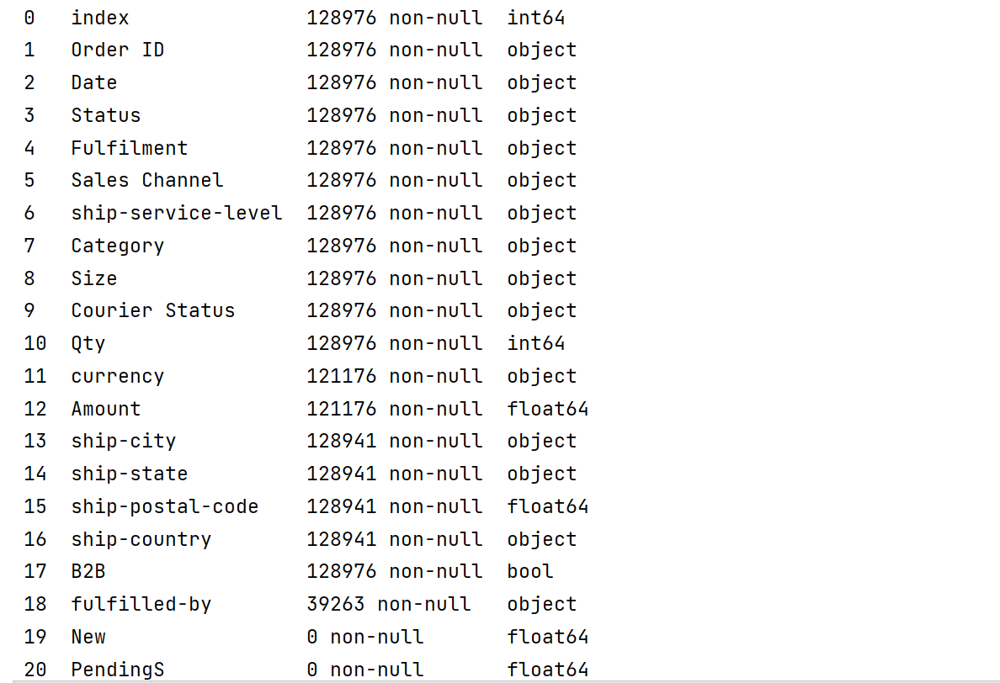 0 index 128976 non-null int64
1 Order ID 128976 non-null object
2 Date 128976 non-null object
3 Status 128976 non-null object
4 Fulfilment 128976 non-null object
5 Sales Channel 128976 non-null object
6 ship-service-level 128976 non-null object
7 Category 128976 non-null object
8 Size 128976 non-null object
9 Courier Status 128976 non-null object
10 Qty 128976 non-null int64
11 currency 121176 non-null object
12 Amount 121176 non-null float64
13 ship-city 128941 non-null object
14 ship-state 128941 non-null object
15 ship-postal-code 128941 non-null float64
16 ship-country 128941 non-null object
17 B2B 128976 non-null bool
18 fulfilled-by 39263 non-null object
19 New 0 non-null float64
20 PendingS 0 non-null float64